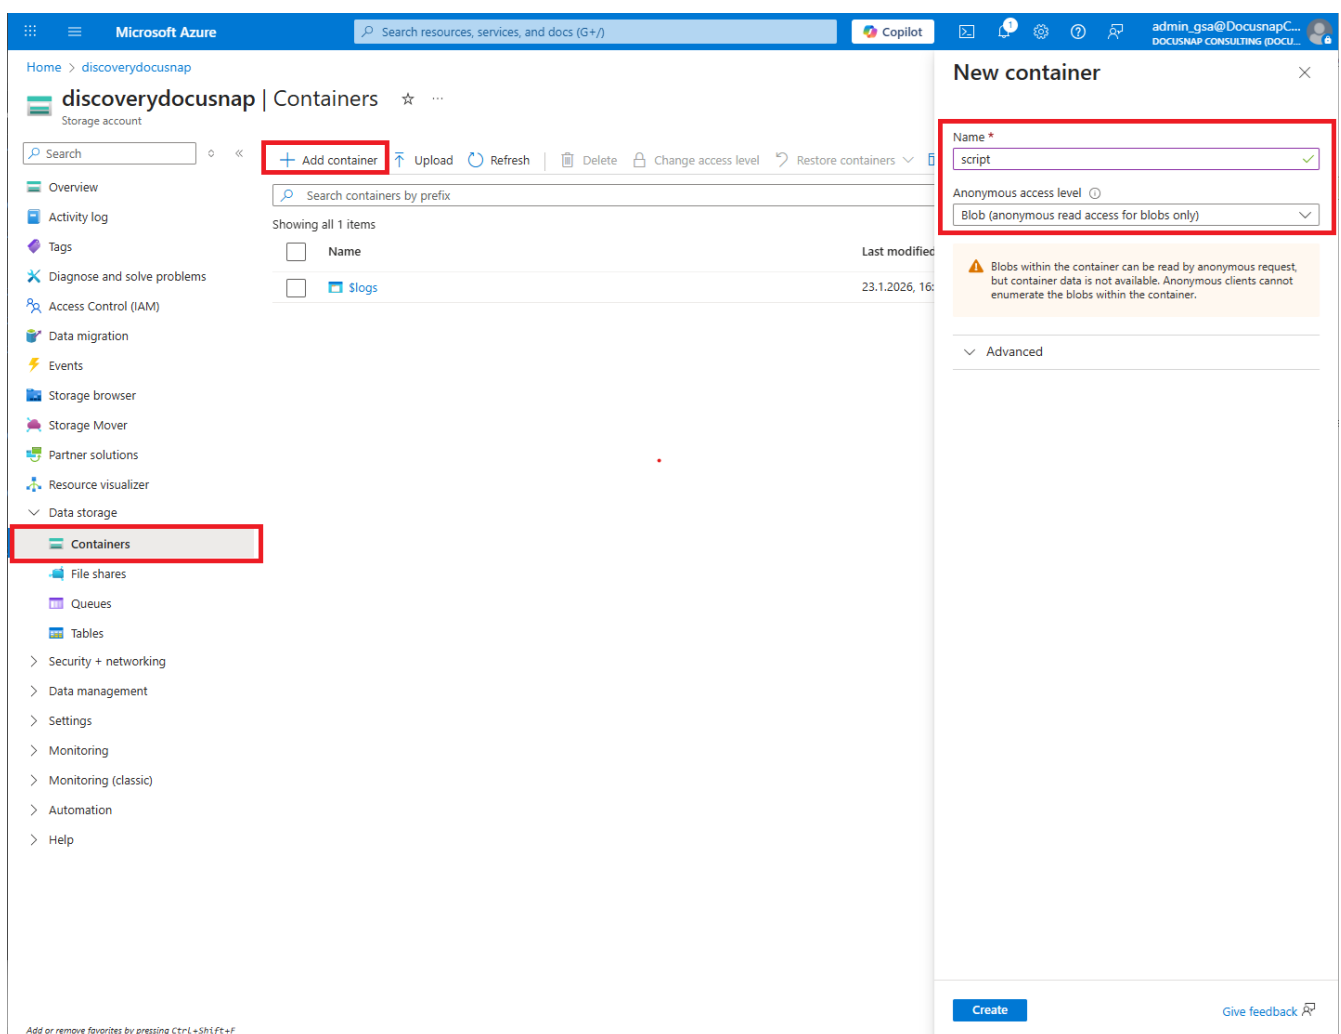 Microsoft Azure
Search resources, services, and docs (G+/)
Copilot
1
admin_gsa@DocusnapC...
DOCUSNAP CONSULTING (DOCU...
Home > discoverydocusnap
discoverydocusnap | Containers
Storage account
Search
Overview
Activity log
Tags
Diagnose and solve problems
Access Control (IAM)
Data migration
Events
Storage browser
Storage Mover
Partner solutions
Resource visualizer
Data storage
Containers
File shares
Queues
Tables
Security + networking
Data management
Settings
Monitoring
Monitoring (classic)
Automation
Help
Add or remove favorites by pressing Ctrl+Shift+F
Add container Upload Refresh Delete Change access level Restore containers
Search containers by prefix
Showing all 1 items
Name Last modified
$logs 23.1.2026, 16:
New container
Name *
script
Anonymous access level
Blob (anonymous read access for blobs only)
Blobs within the container can be read by anonymous request,
but container data is not available. Anonymous clients cannot
enumerate the blobs within the container.
Advanced
Create
Give feedback